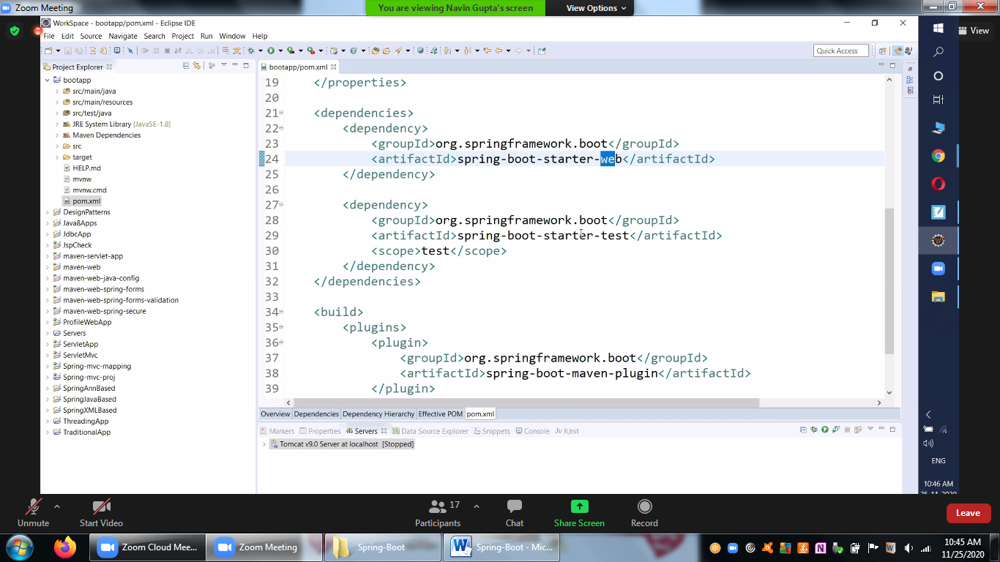 Zoom Meeting
You are viewing Navin Gupta's screen
View Options
WorkSpace - bootapp/pom.xml - Eclipse IDE
View
File Edit Source Navigate Search Project Run Window Help
Quick Access
Project Explorer
bootapp
src/main/java
src/main/resources
src/test/java
JRE System Library [JavaSE-1.8]
Maven Dependencies
src
target
HELP.md
mvnw
mvnw.cmd
pom.xml
DesignPatterns
Java8Apps
JdbcApp
JspCheck
maven-servlet-app
maven-web
maven-web-java-config
maven-web-spring-forms
maven-web-spring-forms-validation
maven-web-spring-secure
ProfileWebApp
Servers
ServletApp
ServletMvc
Spring-mvc-mapping
Spring-mvc-proj
SpringAnnBased
SpringJavaBased
SpringXMLBased
ThreadingApp
TraditionalApp
bootapp/pom.xml
19 </properties>
20
21 <dependencies>
22 <dependency>
23 <groupId>org.springframework.boot</groupId>
24 <artifactId>spring-boot-starter-web</artifactId>
25 </dependency>
26
27 <dependency>
28 <groupId>org.springframework.boot</groupId>
29 <artifactId>spring-boot-starter-test</artifactId>
30 <scope>test</scope>
31 </dependency>
32 </dependencies>
33
34 <build>
35 <plugins>
36 <plugin>
37 <groupId>org.springframework.boot</groupId>
38 <artifactId>spring-boot-maven-plugin</artifactId>
39 </plugin>
Overview Dependencies Dependency Hierarchy Effective POM pom.xml
Markers Properties Servers Data Source Explorer Snippets Console JUnit
Tomcat v9.0 Server at localhost [Stopped]
ENG
10:46 AM
25-11-2020
Unmute
Start Video
17
Participants
Chat
Share Screen
Record
Leave
Zoom Cloud Mee...
Zoom Meeting
Spring-Boot
Spring-Boot - Mic...
10:45 AM
11/25/2020